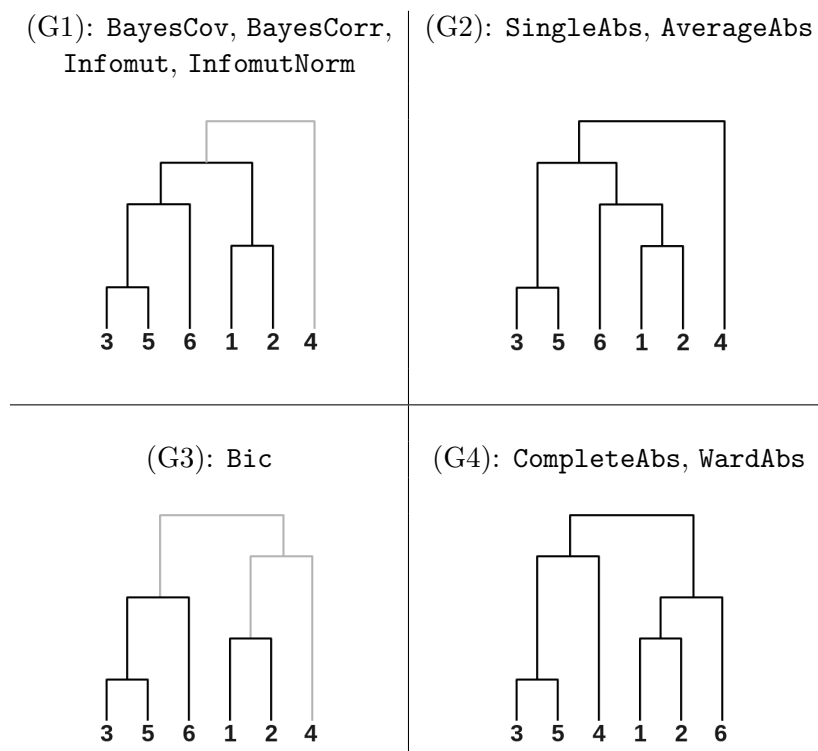 (G1): BayesCov, BayesCorr,
Infomut, InfomutNorm
3 5 6 1 2 4
(G2): SingleAbs, AverageAbs
3 5 6 1 2 4
(G3): Bic
3 5 6 1 2 4
(G4): CompleteAbs, WardAbs
3 5 4 1 2 6